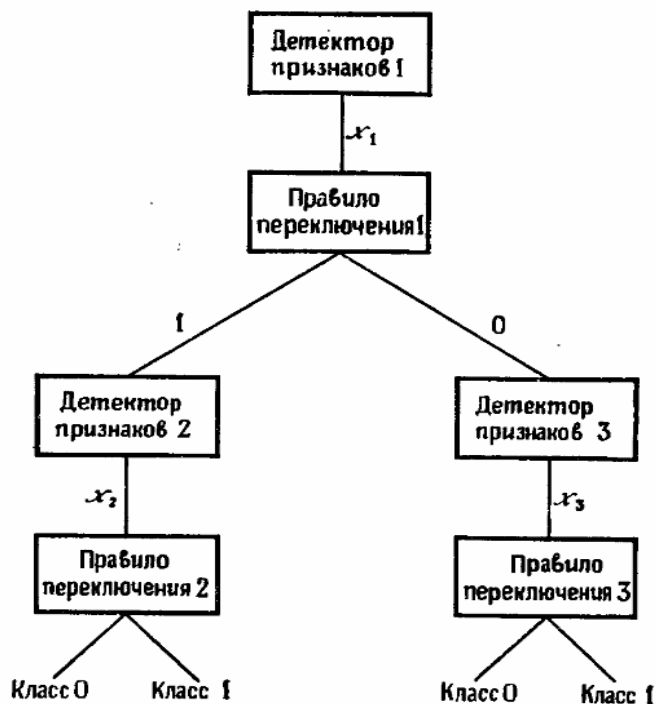 Детектор
признаков 1
x₁
Правило
переключения 1
1
0
Детектор
признаков 2
Детектор
признаков 3
x₂
x₃
Правило
переключения 2
Правило
переключения 3
Класс 0
Класс 1
Класс 0
Класс 1